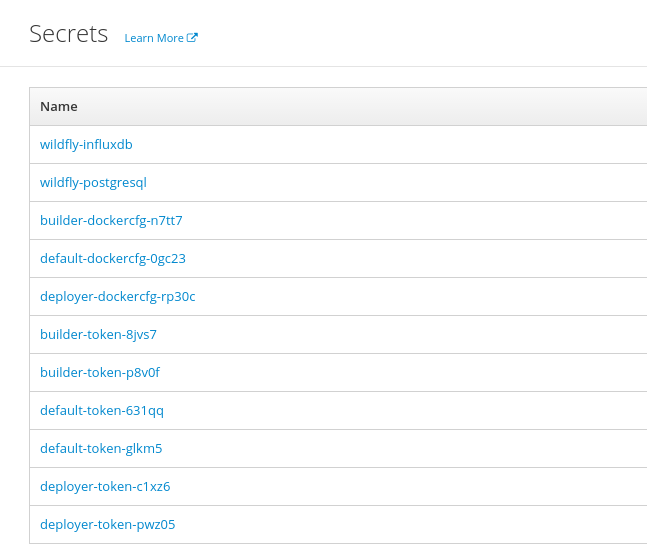 Secrets Learn More
Name
wildfly-influxdb
wildfly-postgresql
builder-dockercfg-n7tt7
default-dockercfg-0gc23
deployer-dockercfg-rp30c
builder-token-8jvs7
builder-token-p8v0f
default-token-631qq
default-token-glkm5
deployer-token-c1xz6
deployer-token-pwz05